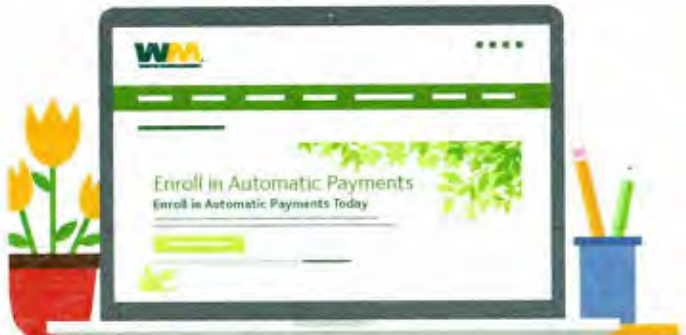 WM
Enroll in Automatic Payments
Enroll in Automatic Payments Today